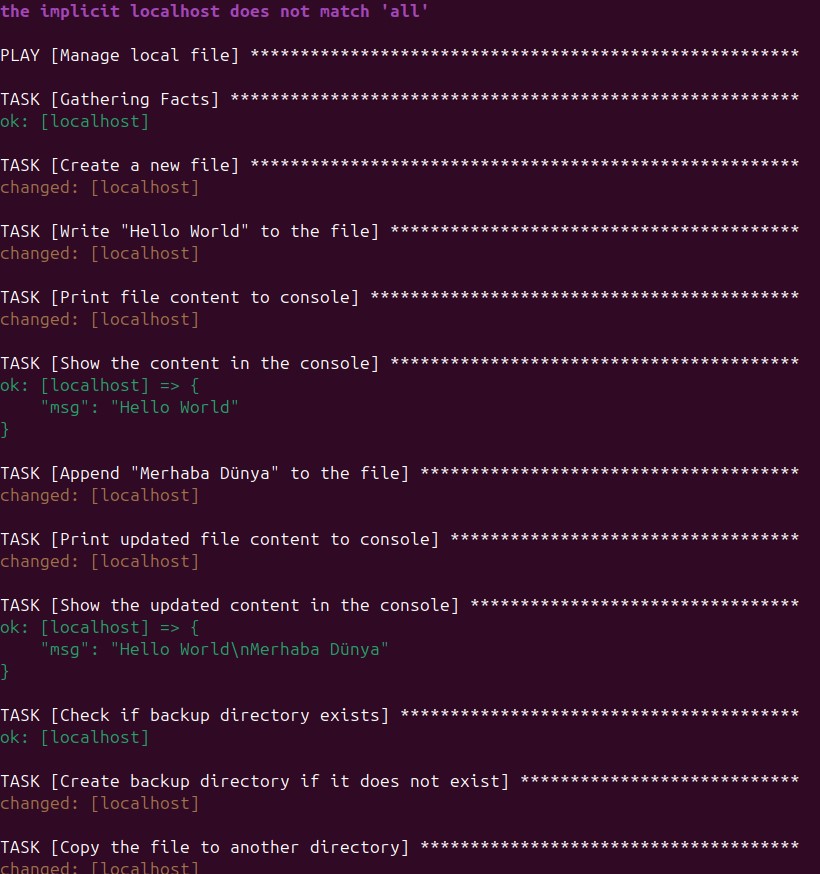 the implicit localhost does not match 'all'
PLAY [Manage local file] *******************************************************
TASK [Gathering Facts] *********************************************************
ok: [localhost]
TASK [Create a new file] *******************************************************
changed: [localhost]
TASK [Write "Hello World" to the file] *****************************************
changed: [localhost]
TASK [Print file content to console] *******************************************
changed: [localhost]
TASK [Show the content in the console] *****************************************
ok: [localhost] => {
    "msg": "Hello World"
}
TASK [Append "Merhaba Dünya" to the file] **************************************
changed: [localhost]
TASK [Print updated file content to console] ***********************************
changed: [localhost]
TASK [Show the updated content in the console] *********************************
ok: [localhost] => {
    "msg": "Hello World\nMerhaba Dünya"
}
TASK [Check if backup directory exists] ****************************************
ok: [localhost]
TASK [Create backup directory if it does not exist] ****************************
changed: [localhost]
TASK [Copy the file to another directory] **************************************
changed: [localhost]